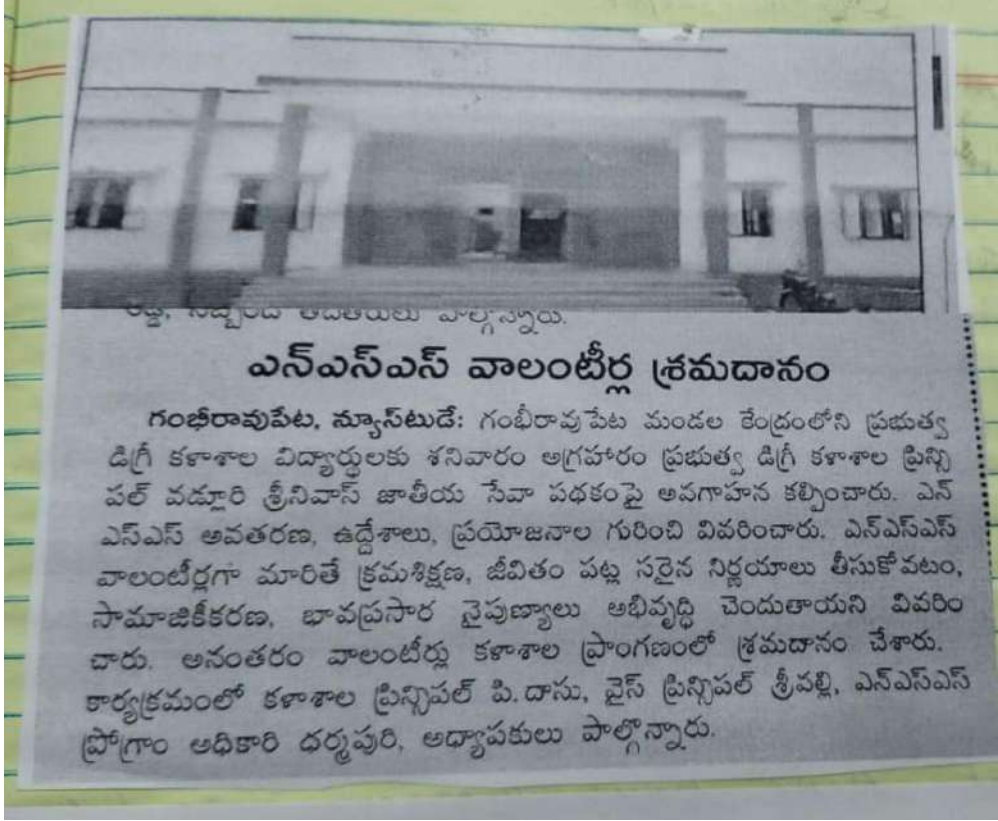 పాల్గొన్నారు.
ఎన్ఎస్ఎస్ వాలంటీర్ల శ్రమదానం
గంభీరావుపేట, న్యూస్‌టుడే: గంభీరావుపేట మండల కేంద్రంలోని ప్రభుత్వ
డిగ్రీ కళాశాల విద్యార్థులకు శనివారం అగ్రహారం ప్రభుత్వ డిగ్రీ కళాశాల ప్రిన్సి
పల్ వడ్లూరి శ్రీనివాస్ జాతీయ సేవా పథకంపై అవగాహన కల్పించారు. ఎన్
ఎస్ఎస్ అవతరణ, ఉద్దేశాలు, ప్రయోజనాల గురించి వివరించారు. ఎన్ఎస్ఎస్
వాలంటీర్లగా మారితే క్రమశిక్షణ, జీవితం పట్ల సరైన నిర్ణయాలు తీసుకోవటం,
సామాజికీకరణ, భావప్రసార నైపుణ్యాలు అభివృద్ధి చెందుతాయని వివరిం
చారు. అనంతరం వాలంటీర్లు కళాశాల ప్రాంగణంలో శ్రమదానం చేశారు.
కార్యక్రమంలో కళాశాల ప్రిన్సిపల్ పి.దాసు, వైస్ ప్రిన్సిపల్ శ్రీవల్లి, ఎన్ఎస్ఎస్
ప్రోగ్రాం అధికారి ధర్మపురి, అధ్యాపకులు పాల్గొన్నారు.